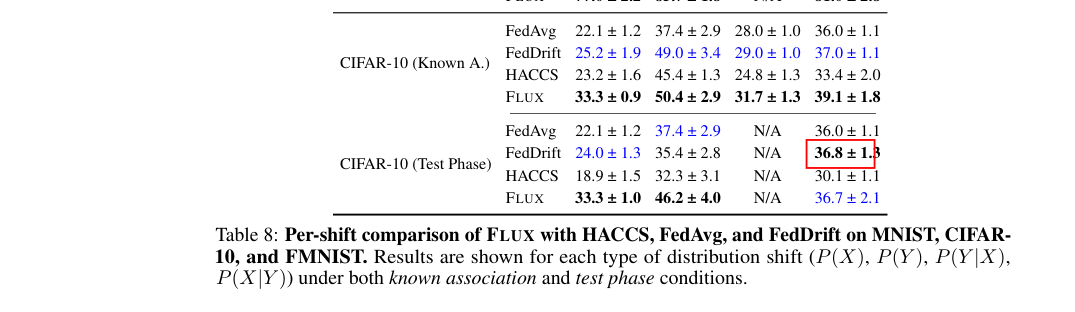 CIFAR-10 (Known A.)
FedAvg 22.1 ± 1.2 37.4 ± 2.9 28.0 ± 1.0 36.0 ± 1.1
FedDrift 25.2 ± 1.9 49.0 ± 3.4 29.0 ± 1.0 37.0 ± 1.1
HACCS 23.2 ± 1.6 45.4 ± 1.3 24.8 ± 1.3 33.4 ± 2.0
FLUX 33.3 ± 0.9 50.4 ± 2.9 31.7 ± 1.3 39.1 ± 1.8
CIFAR-10 (Test Phase)
FedAvg 22.1 ± 1.2 37.4 ± 2.9 N/A 36.0 ± 1.1
FedDrift 24.0 ± 1.3 35.4 ± 2.8 N/A 36.8 ± 1.3
HACCS 18.9 ± 1.5 32.3 ± 3.1 N/A 30.1 ± 1.1
FLUX 33.3 ± 1.0 46.2 ± 4.0 N/A 36.7 ± 2.1
Table 8: Per-shift comparison of FLUX with HACCS, FedAvg, and FedDrift on MNIST, CIFAR-
10, and FMNIST. Results are shown for each type of distribution shift (P(X), P(Y), P(Y|X),
P(X|Y)) under both known association and test phase conditions.